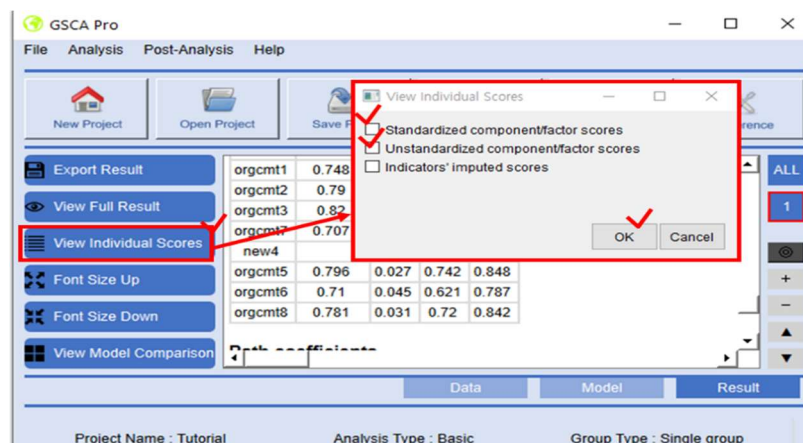 GSCA Pro
File Analysis Post-Analysis Help
New Project
Open Project
Save
View Individual Scores
Standardized component/factor scores
Unstandardized component/factor scores
Indicators' imputed scores
OK
Cancel
Export Result
View Full Result
View Individual Scores
Font Size Up
Font Size Down
View Model Comparison
orgcmt1 0.748
orgcmt2 0.79
orgcmt3 0.82
orgcmt7 0.707
new4
orgcmt5 0.796 0.027 0.742 0.848
orgcmt6 0.71 0.045 0.621 0.787
orgcmt8 0.781 0.031 0.72 0.842
ALL
1
Data Model Result
Project Name : Tutorial Analysis Type : Basic Group Type : Single group